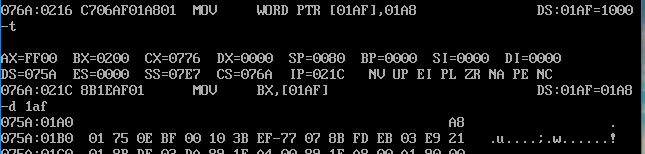 076A:0216 C706AF01A801 MOV WORD PTR [01AF],01A8 DS:01AF=1000
-t
AX=FF00 BX=0200 CX=0776 DX=0000 SP=0080 BP=0000 SI=0000 DI=0000
DS=075A ES=0000 SS=07E7 CS=076A IP=021C NV UP EI PL ZR NA PE NC
076A:021C 8B1EAF01 MOV BX,[01AF] DS:01AF=01A8
-d 1af
075A:01A0 A8 .
075A:01B0 01 75 0E BF 00 10 3B EF-77 07 8B FD EB 03 E9 21 .u....;.w......!